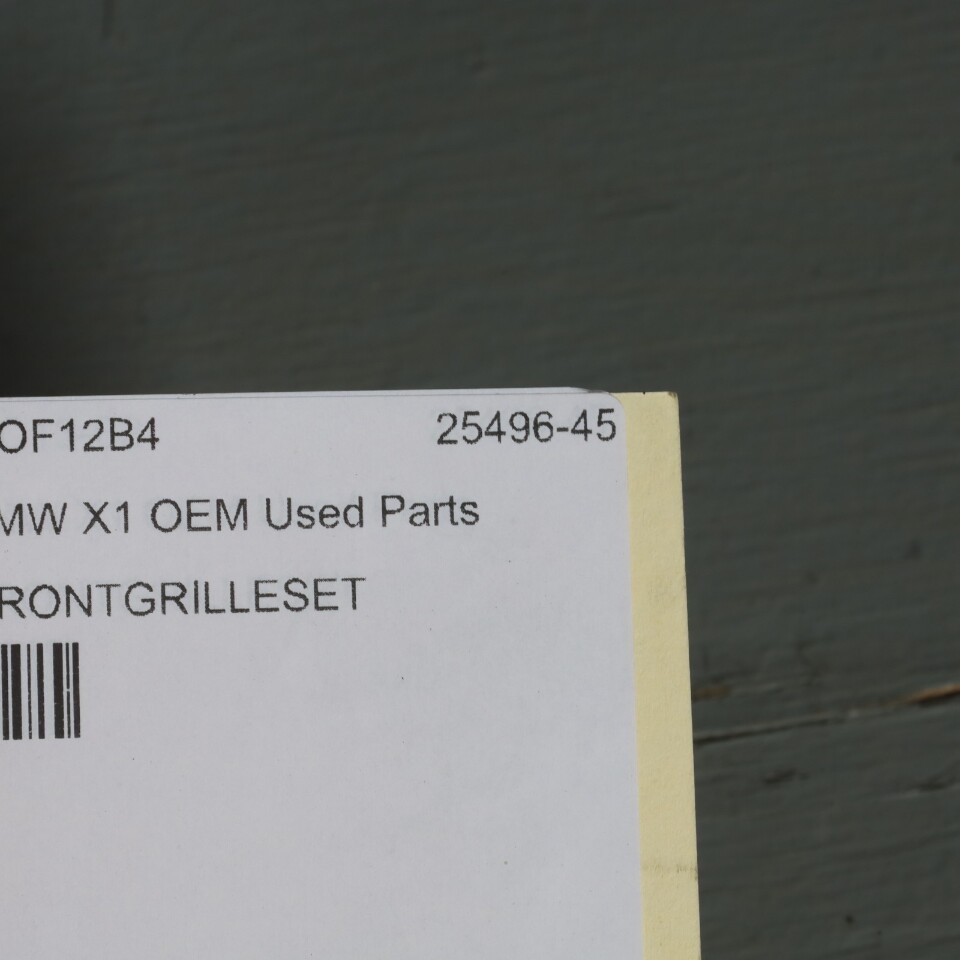 OF12B4 25496-45
MW X1 OEM Used Parts
RONTGRILLESET